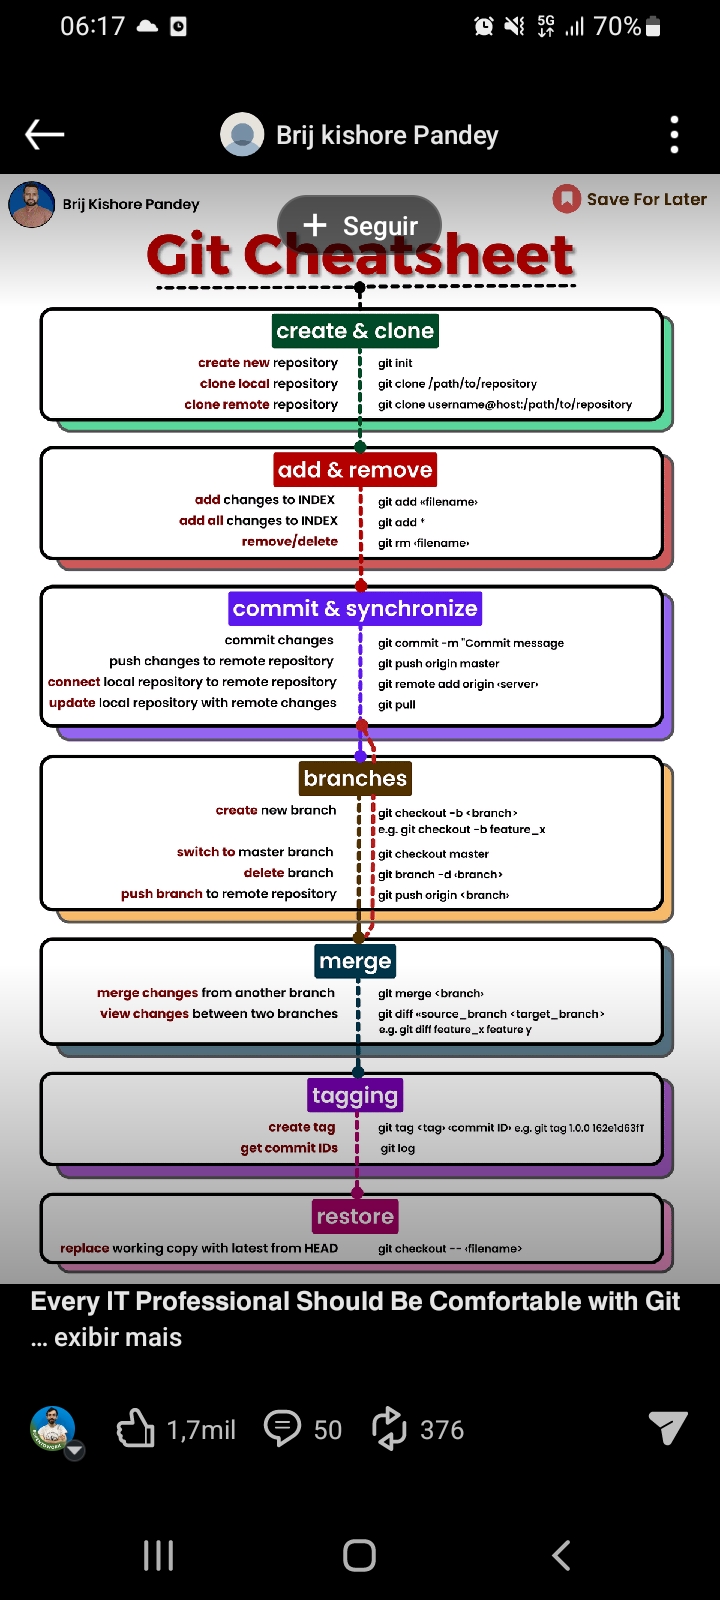 06:17
5G
70%
Brij kishore Pandey
Brij Kishore Pandey
+ Seguir
Save For Later
Git Cheatsheet
create & clone
create new repository git init
clone local repository git clone /path/to/repository
clone remote repository git clone username@host:/path/to/repository
add & remove
add changes to INDEX git add «filename›
add all changes to INDEX git add *
remove/delete git rm ‹filename›
commit & synchronize
commit changes git commit -m "Commit message
push changes to remote repository git push origin master
connect local repository to remote repository git remote add origin ‹server›
update local repository with remote changes git pull
branches
create new branch git checkout -b <branch>
e.g. git checkout -b feature_x
switch to master branch git checkout master
delete branch git branch -d ‹branch>
push branch to remote repository git push origin <branch>
merge
merge changes from another branch git merge <branch>
view changes between two branches git diff «source_branch <target_branch>
e.g. git diff feature_x feature y
tagging
create tag git tag <tag> ‹commit ID› e.g. git tag 1.0.0 162e1d63fT
get commit IDs git log
restore
replace working copy with latest from HEAD git checkout -- ‹filename>
Every IT Professional Should Be Comfortable with Git
... exibir mais
1,7mil
50
376